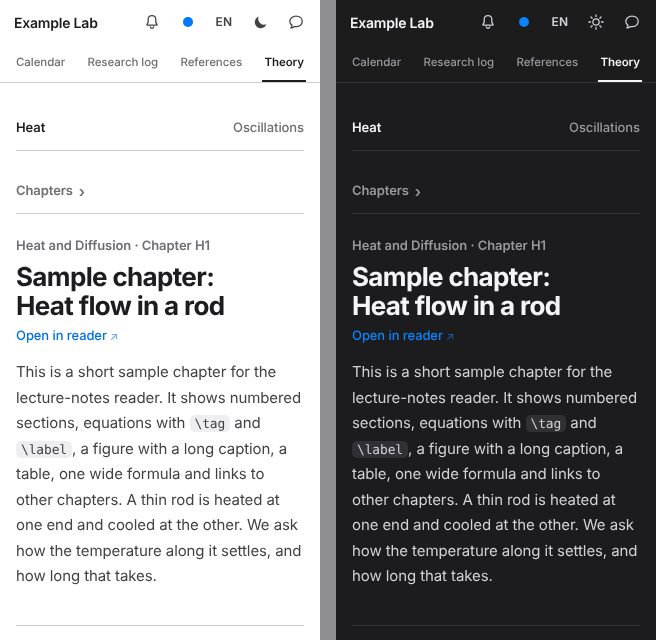 Example Lab EN
Calendar Research log References Theory
Heat Oscillations
Chapters ›
Heat and Diffusion · Chapter H1
Sample chapter:
Heat flow in a rod
Open in reader ↗
This is a short sample chapter for the
lecture-notes reader. It shows numbered
sections, equations with \tag and
\label, a figure with a long caption, a
table, one wide formula and links to
other chapters. A thin rod is heated at
one end and cooled at the other. We ask
how the temperature along it settles, and
how long that takes.
Example Lab EN
Calendar Research log References Theory
Heat Oscillations
Chapters ›
Heat and Diffusion · Chapter H1
Sample chapter:
Heat flow in a rod
Open in reader ↗
This is a short sample chapter for the
lecture-notes reader. It shows numbered
sections, equations with \tag and
\label, a figure with a long caption, a
table, one wide formula and links to
other chapters. A thin rod is heated at
one end and cooled at the other. We ask
how the temperature along it settles, and
how long that takes.